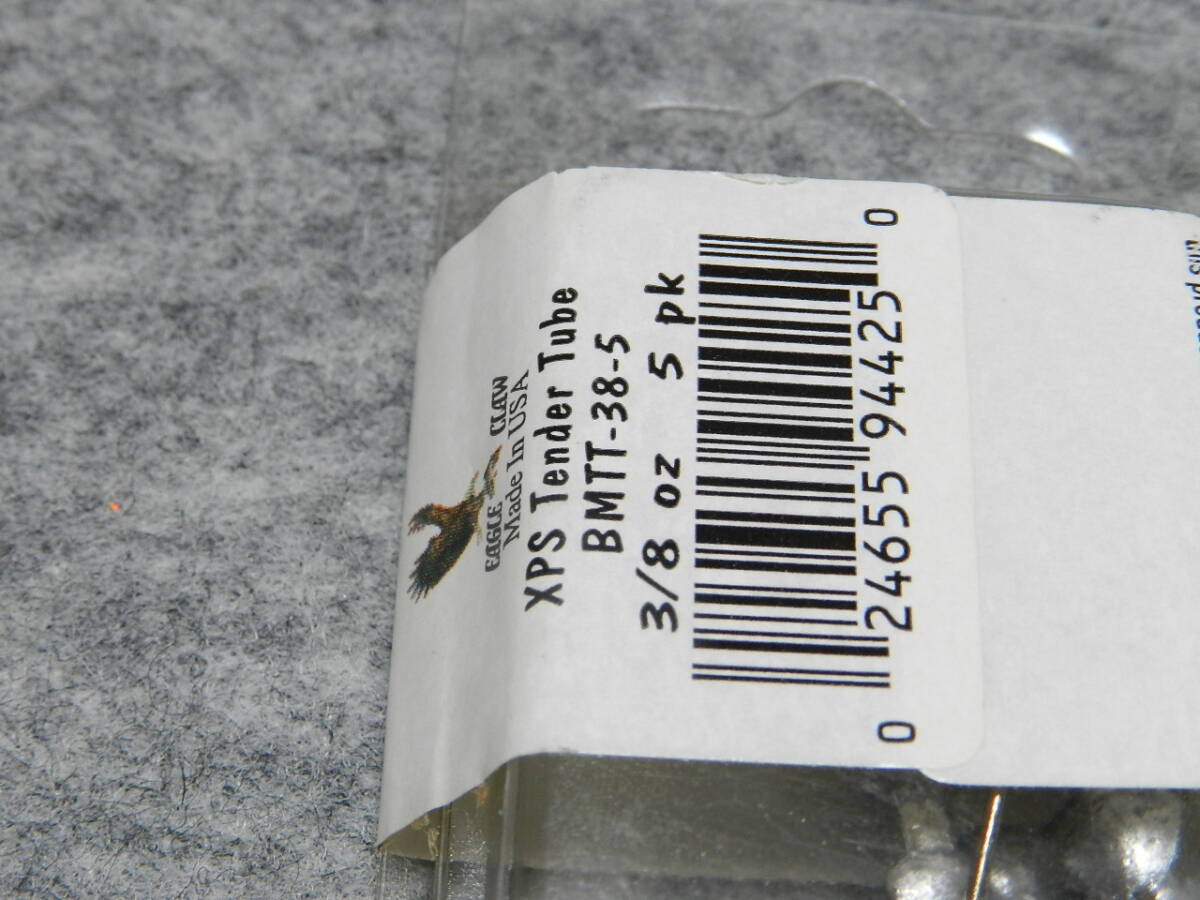 EAGLE CLAW
Made In USA
XPS Tender Tube
BMTT-38-5
3/8 oz 5 pk
0 24655 94425 0